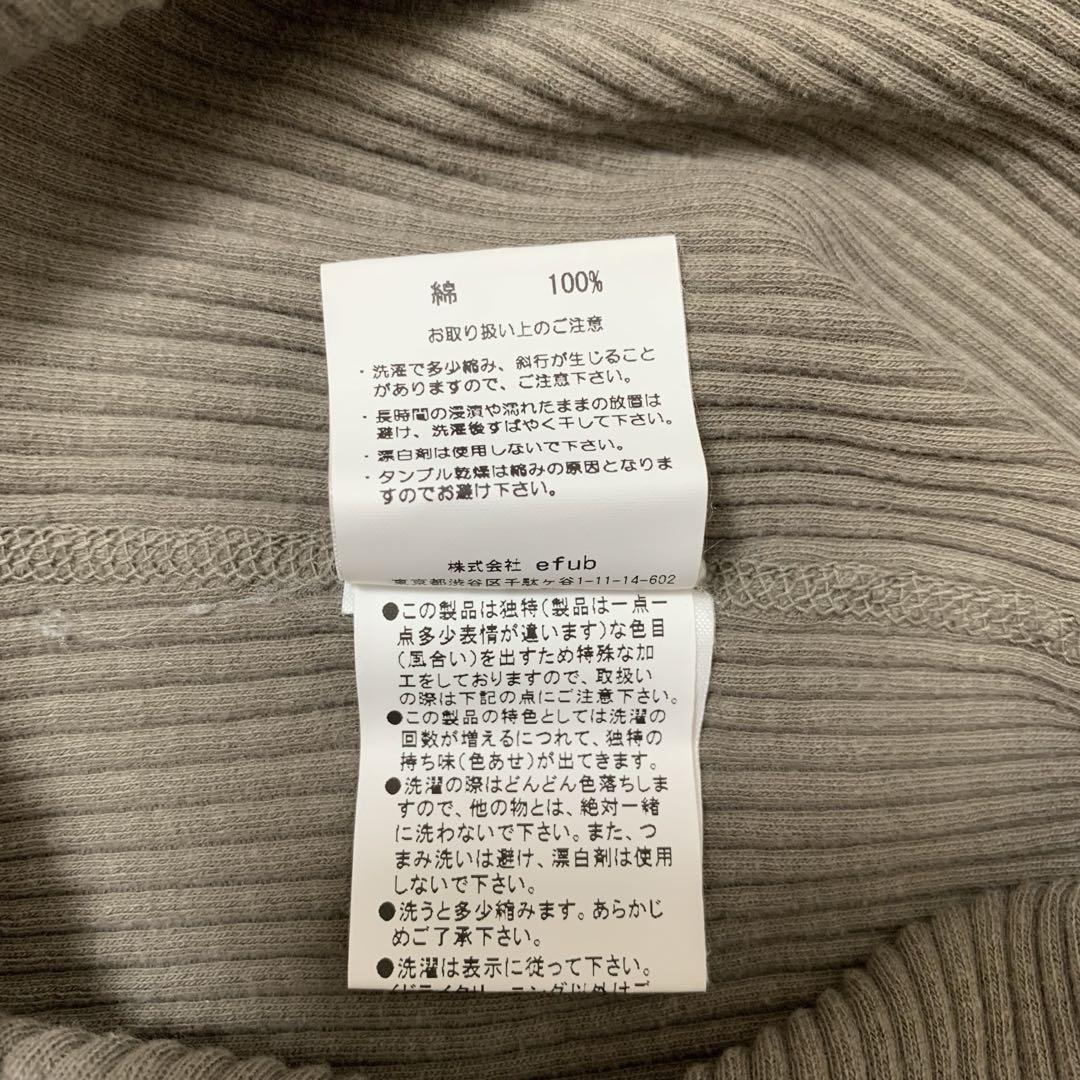 綿 100%
お取り扱い上のご注意
・洗濯で多少縮み、斜行が生じること
がありますので、ご注意下さい。
・長時間の浸漬や濡れたままの放置は
避け、洗濯後すばやく干して下さい。
・漂白剤は使用しないで下さい。
・タンブル乾燥は縮みの原因となりま
すのでお避け下さい。
株式会社 efub
東京都渋谷区千駄ヶ谷1-11-14-602
●この製品は独特(製品は一点一
点多少表情が違います)な色目
(風合い)を出すため特殊な加
工をしておりますので、取扱い
の際は下記の点にご注意下さい。
●この製品の特色としては洗濯の
回数が増えるにつれて、独特の
持ち味(色あせ)が出てきます。
●洗濯の際はどんどん色落ちしま
すので、他の物とは、絶対一緒
に洗わないで下さい。また、つ
まみ洗いは避け、漂白剤は使用
しないで下さい。
●洗うと多少縮みます。あらかじ
めご了承下さい。
●洗濯は表示に従って下さい。
(ドライクリーニング以外はご